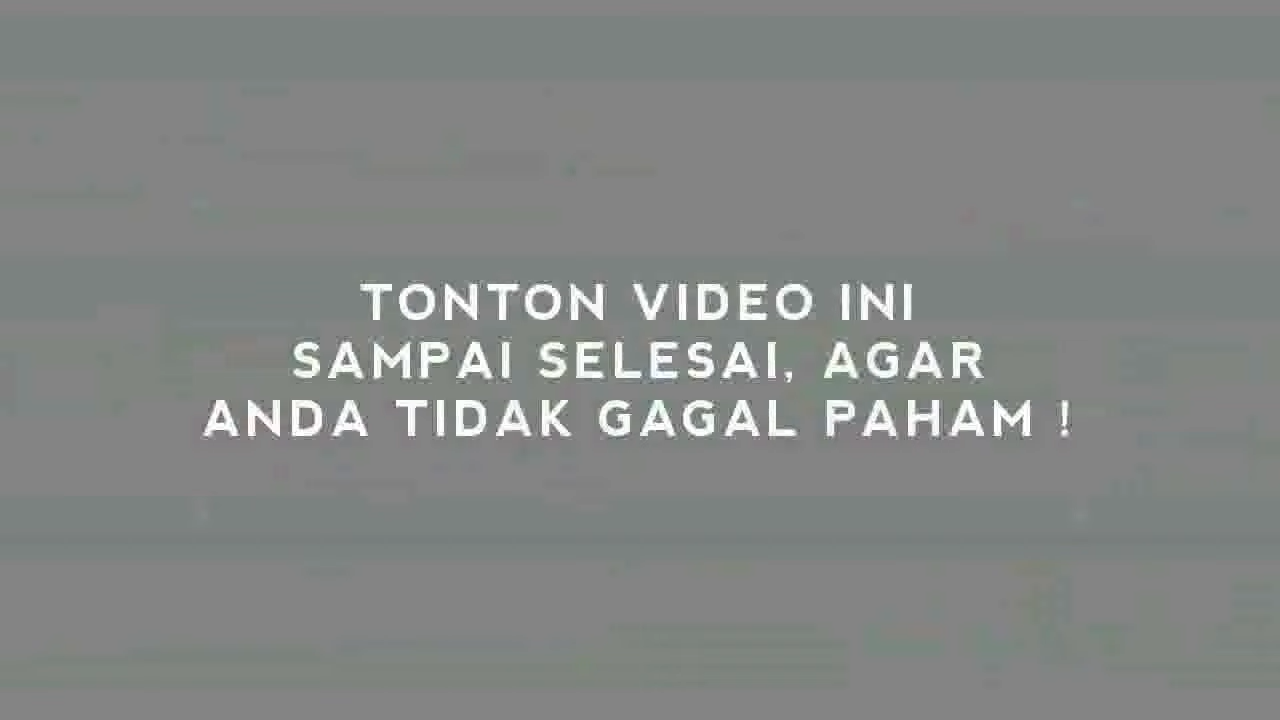 TONTON VIDEO INI
SAMPAI SELESAI, AGAR
ANDA TIDAK GAGAL PAHAM !